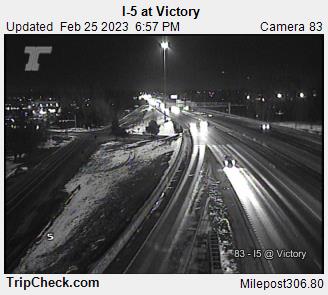 I-5 at Victory
Updated Feb 25 2023 6:57 PM Camera 83
T
S
83 - I5 @ Victory
TripCheck.com Milepost306.80